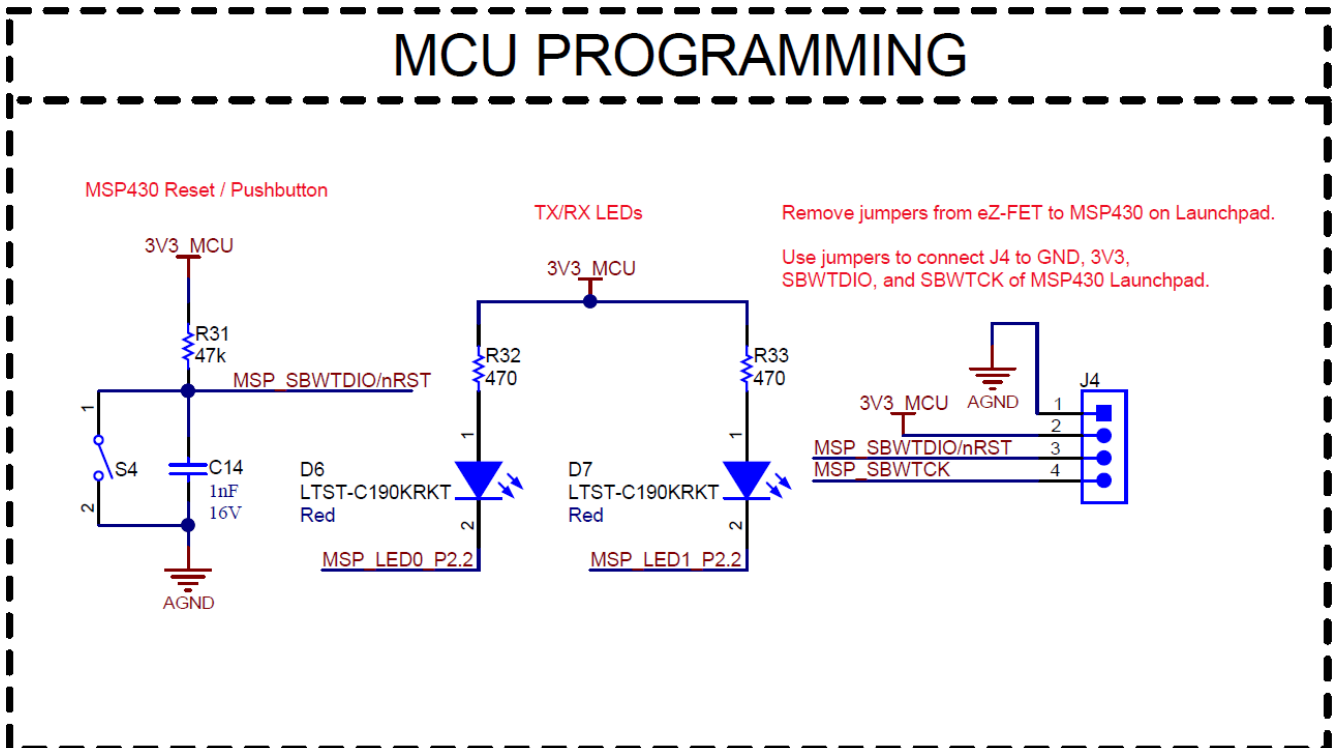 MCU PROGRAMMING
MSP430 Reset / Pushbutton
3V3_MCU
R31
47k
MSP_SBWTDIO/nRST
1
S4
2
C14
1nF
16V
AGND
TX/RX LEDs
3V3_MCU
R32
470
1
D6
LTST-C190KRKT
Red
2
MSP_LED0_P2.2
R33
470
1
D7
LTST-C190KRKT
Red
2
MSP_LED1_P2.2
Remove jumpers from eZ-FET to MSP430 on Launchpad.
Use jumpers to connect J4 to GND, 3V3,
SBWTDIO, and SBWTCK of MSP430 Launchpad.
AGND
J4
3V3_MCU
1
2
MSP_SBWTDIO/nRST
3
MSP_SBWTCK
4